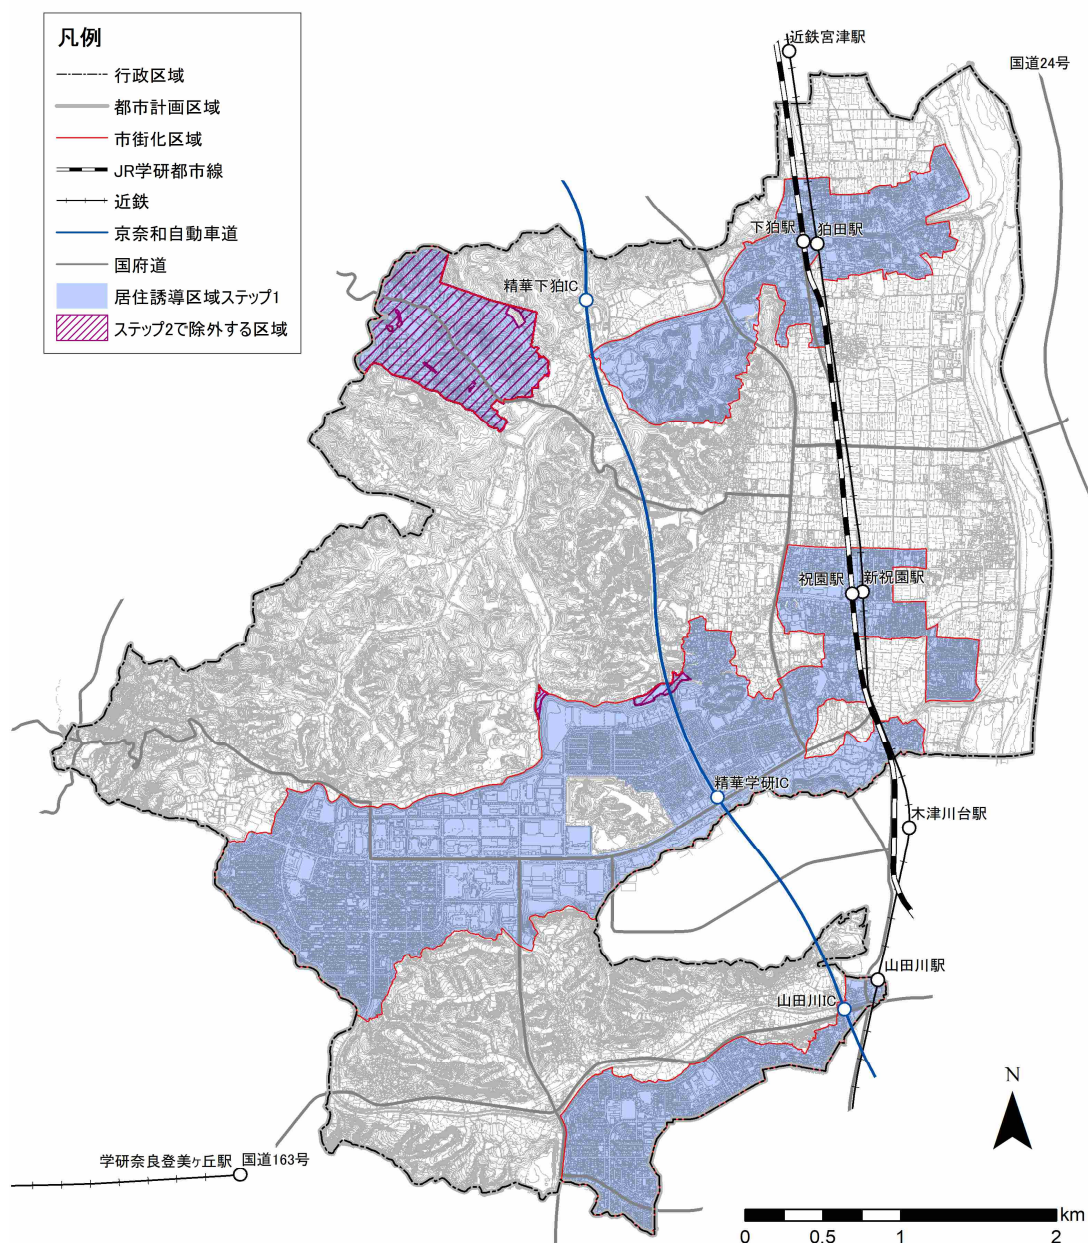 凡例
行政区域
都市計画区域
市街化区域
JR学研都市線
近鉄
京奈和自動車道
国府道
居住誘導区域ステップ1
ステップ2で除外する区域
近鉄宮津駅
国道24号
下狛駅
狛田駅
精華下狛IC
祝園駅
新祝園駅
精華学研IC
木津川台駅
山田川駅
山田川IC
学研奈良登美ヶ丘駅
国道163号
N
km
0
0.5
1
2